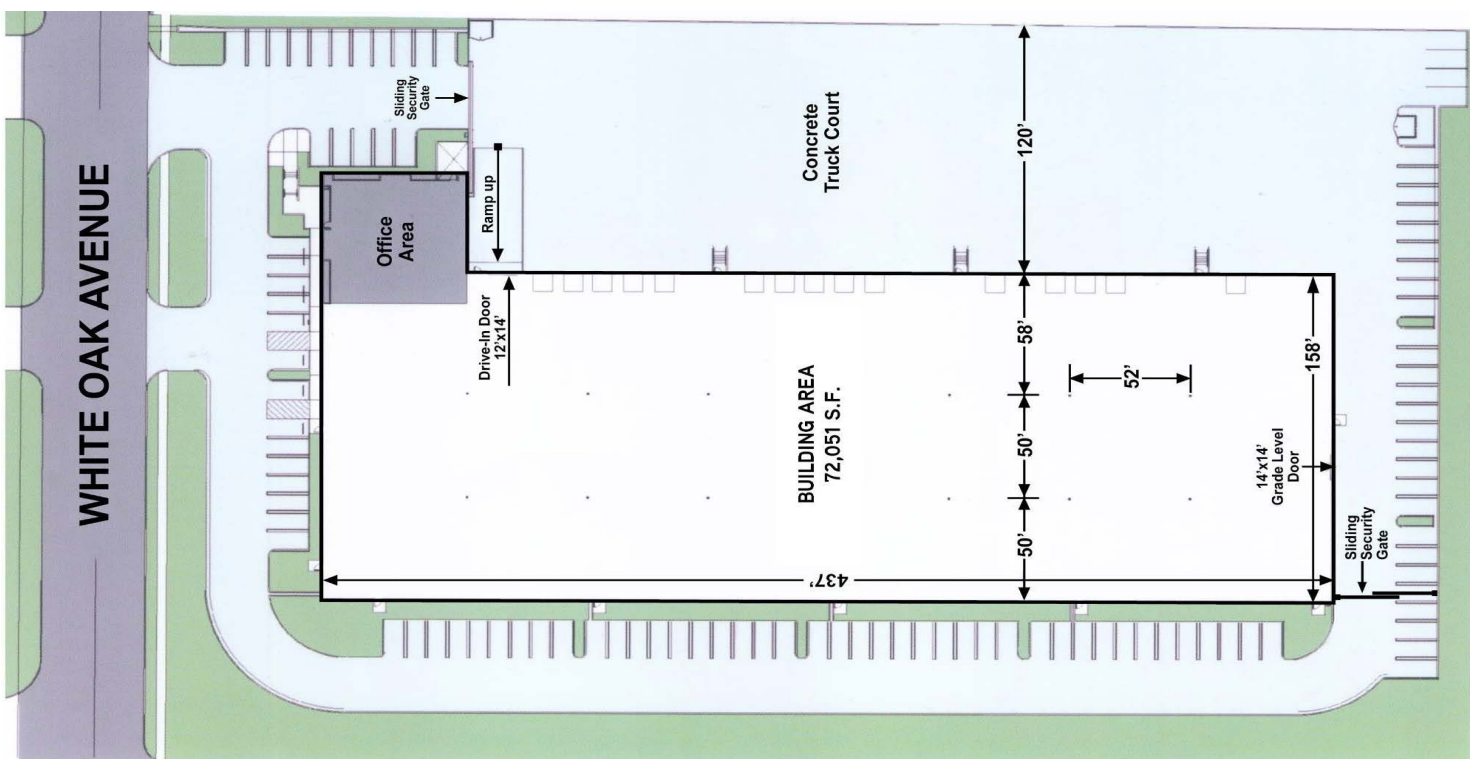 WHITE OAK AVENUE
Sliding
Security
Gate
Office
Area
Ramp up
Drive-In Door
12'x14'
Concrete
Truck Court
120'
BUILDING AREA
72,051 S.F.
58'
52'
50'
50'
158'
437'
14'x14'
Grade Level
Door
Sliding
Security
Gate